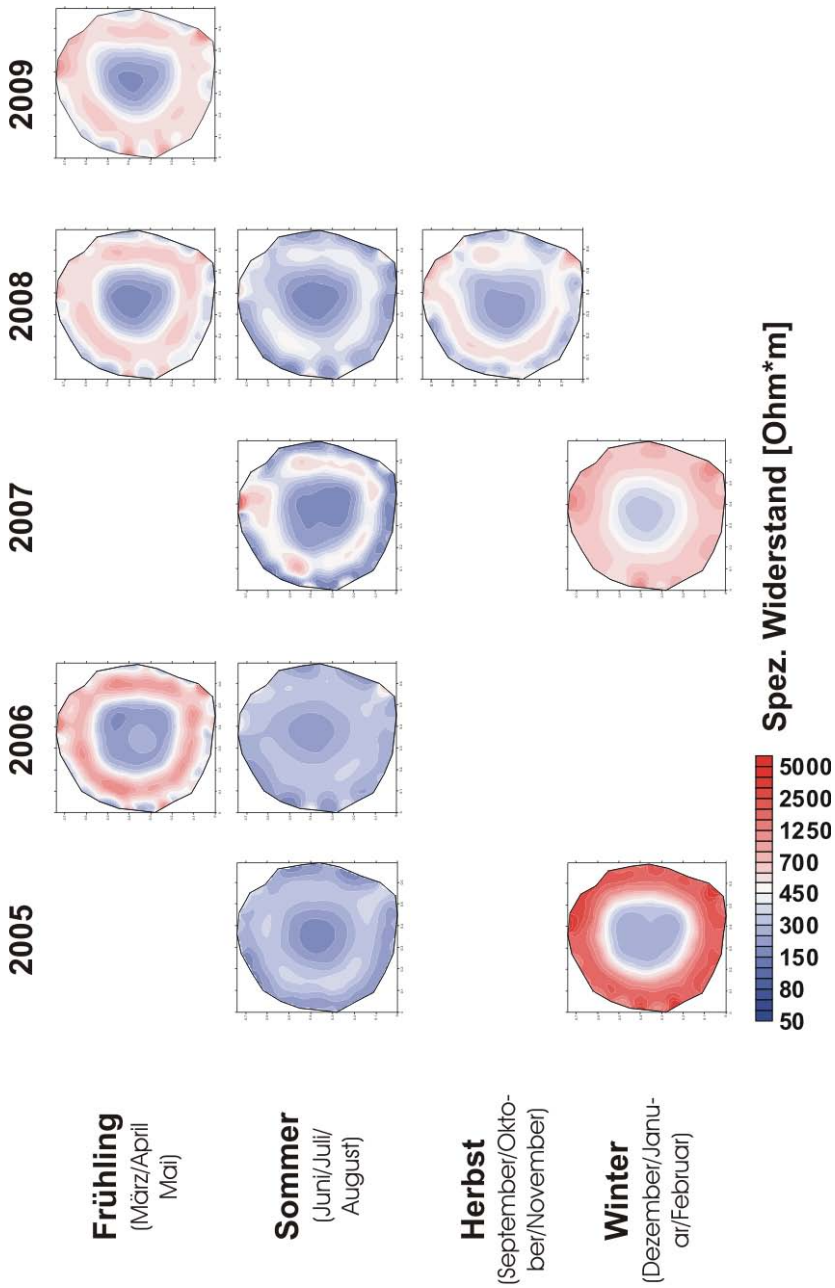 2005
2006
2007
2008
2009
Frühling
(März/April
Mai)
Sommer
(Juni/Juli/
August)
Herbst
(September/Okto-
ber/November)
Winter
(Dezember/Janu-
ar/Februar)
5000
2500
1250
700
450
300
150
80
50
Spez. Widerstand [Ohm*m]